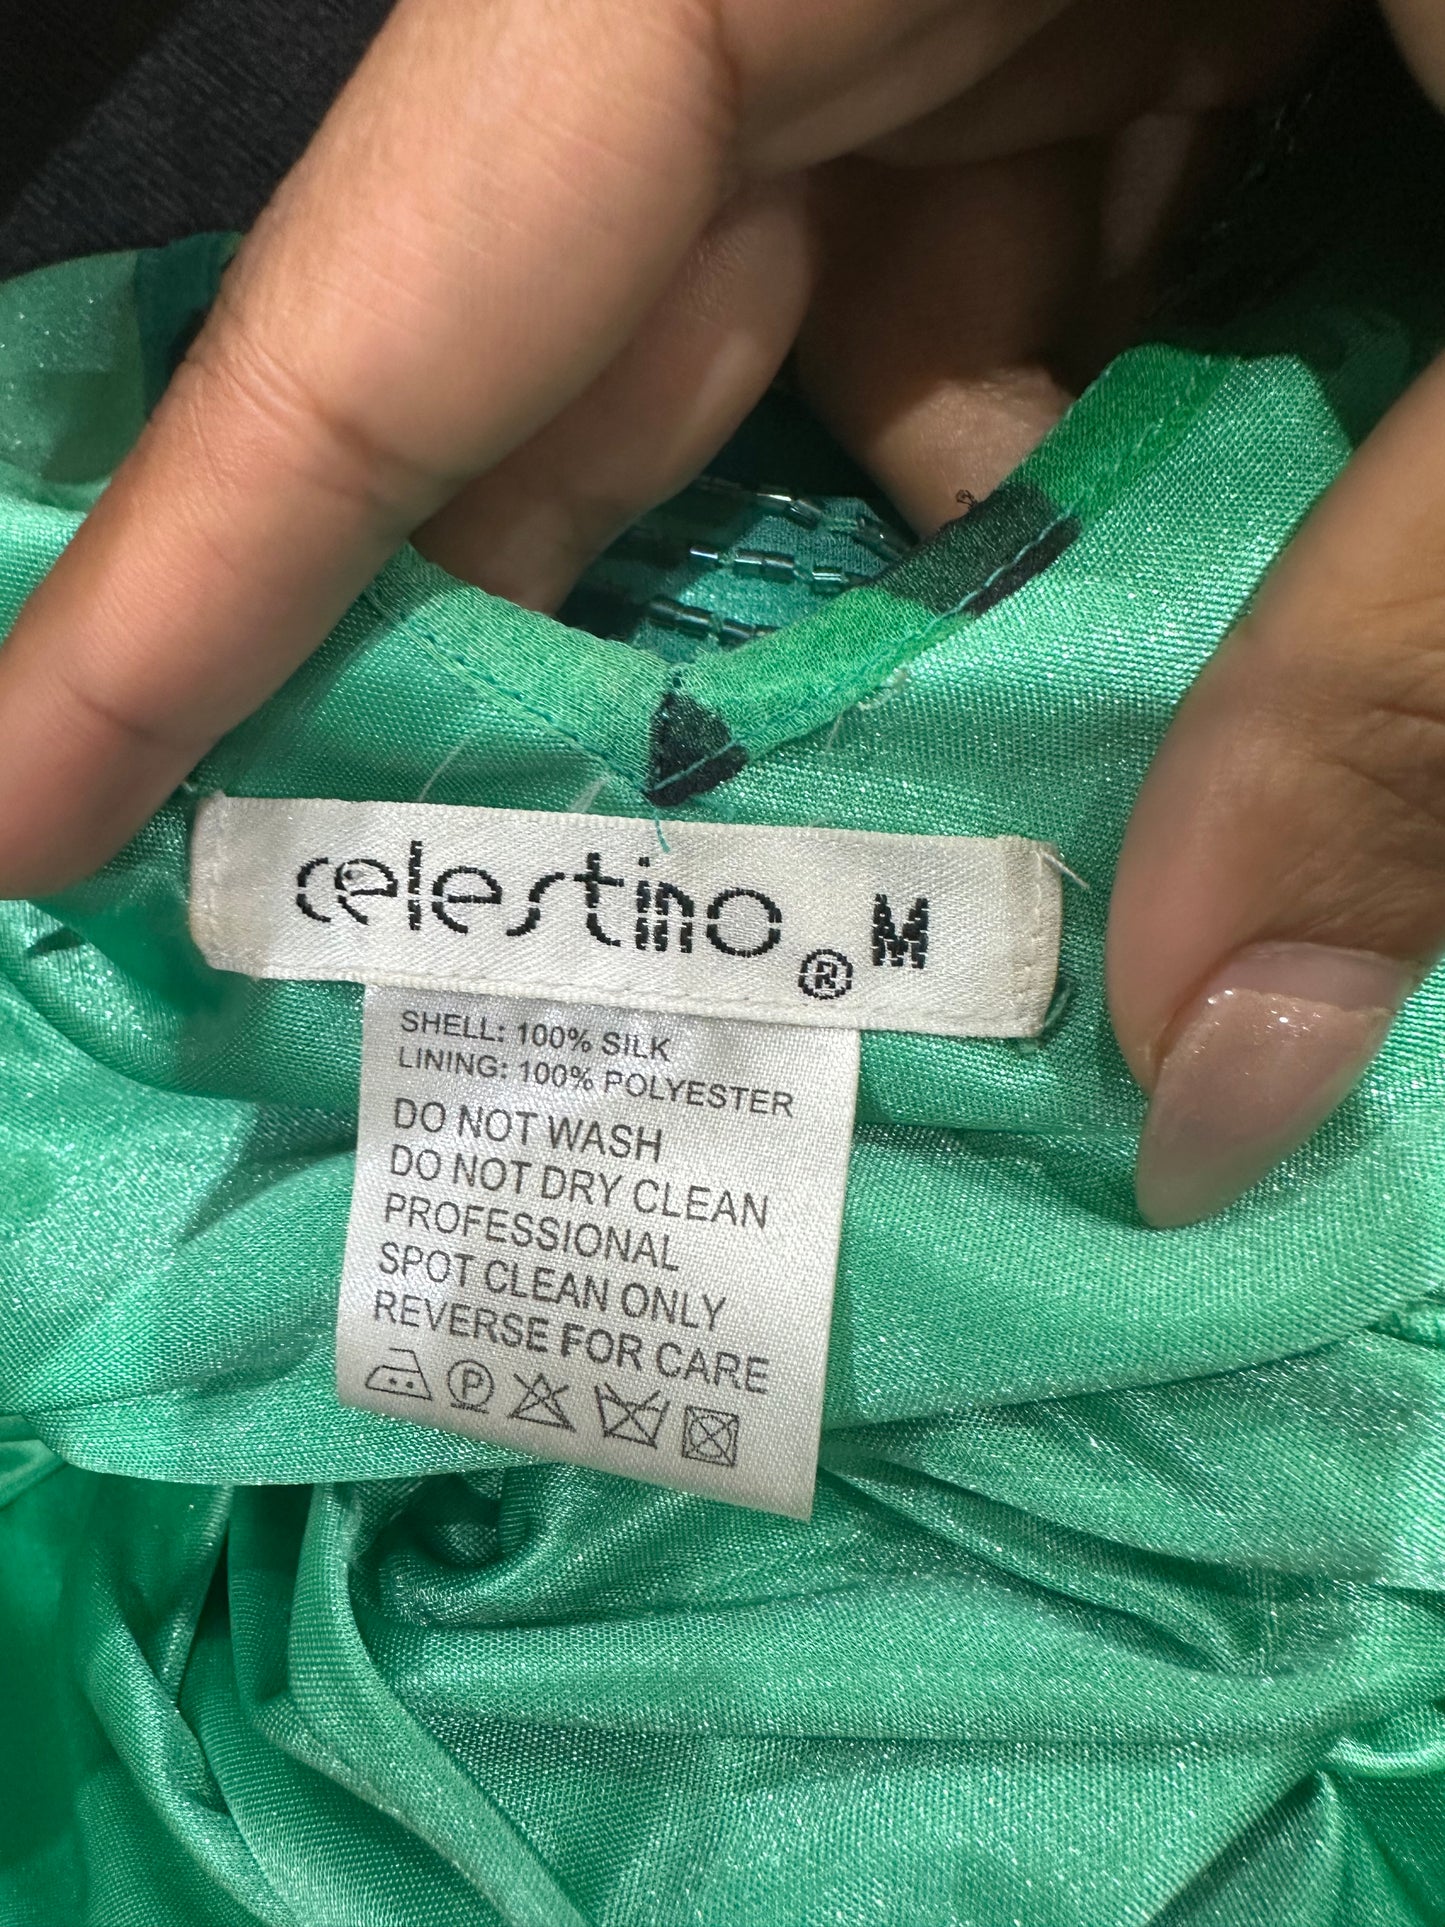 celestino ® M
SHELL: 100% SILK
LINING: 100% POLYESTER
DO NOT WASH
DO NOT DRY CLEAN
PROFESSIONAL
SPOT CLEAN ONLY
REVERSE FOR CARE
P